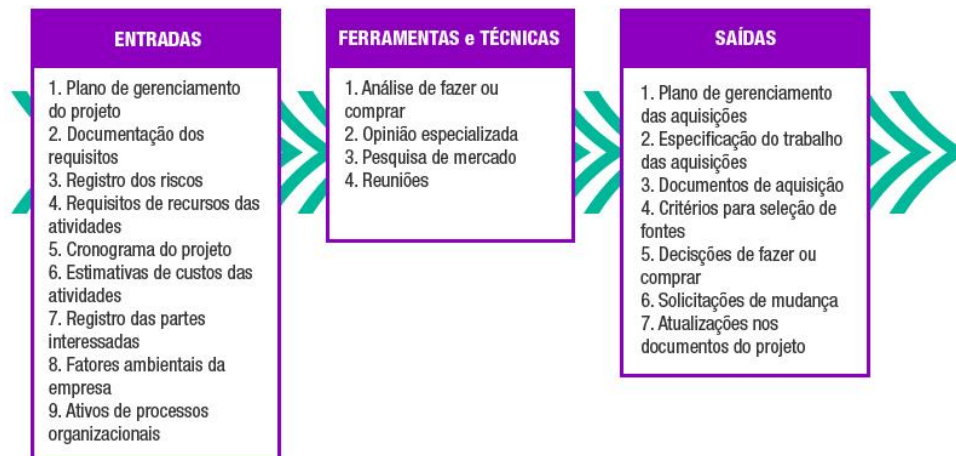 ENTRADAS
1. Plano de gerenciamento
do projeto
2. Documentação dos
requisitos
3. Registro dos riscos
4. Requisitos de recursos das
atividades
5. Cronograma do projeto
6. Estimativas de custos das
atividades
7. Registro das partes
interessadas
8. Fatores ambientais da
empresa
9. Ativos de processos
organizacionais
FERRAMENTAS e TÉCNICAS
1. Análise de fazer ou
comprar
2. Opinião especializada
3. Pesquisa de mercado
4. Reuniões
SAÍDAS
1. Plano de gerenciamento
das aquisições
2. Especificação do trabalho
das aquisições
3. Documentos de aquisição
4. Critérios para seleção de
fontes
5. Decisções de fazer ou
comprar
6. Solicitações de mudança
7. Atualizações nos
documentos do projeto